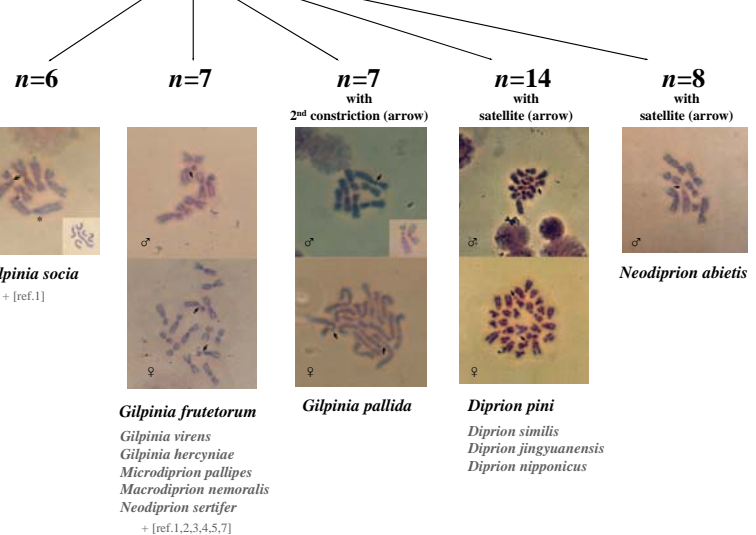 n=6
n=7
n=7
with
2nd constriction (arrow)
n=14
with
satellite (arrow)
n=8
with
satellite (arrow)
*
♂
♂
♂
♂
♀
♀
♀
lpinia socia
+ [ref.1]
Gilpinia frutetorum
Gilpinia virens
Gilpinia hercyniae
Microdiprion pallipes
Macrodiprion nemoralis
Neodiprion sertifer
+ [ref.1,2,3,4,5,7]
Gilpinia pallida
Diprion pini
Diprion similis
Diprion jingyuanensis
Diprion nipponicus
Neodiprion abietis